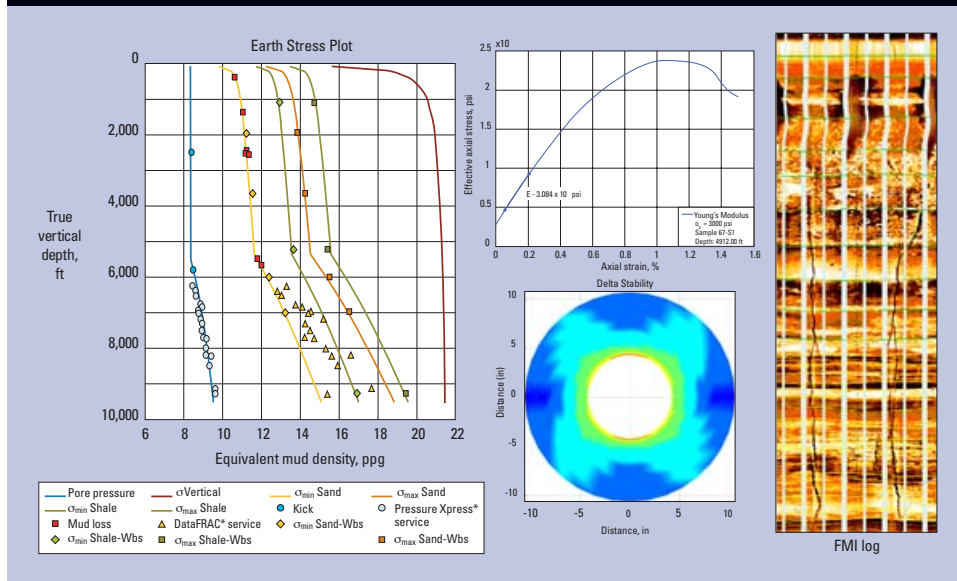 Earth Stress Plot
0
2,000
4,000
6,000
8,000
10,000
True
vertical
depth,
ft
6 8 10 12 14 16 18 20 22
Equivalent mud density, ppg
Pore pressure
σVertical
σmin Sand
σmax Sand
σmin Shale
σmax Shale
Kick
Pressure Xpress*
service
Mud loss
DataFRAC* service
σmin Sand-Wbs
σmin Shale-Wbs
σmax Shale-Wbs
σmax Sand-Wbs
2.5 x10
2
1.5
1
0.5
0
Effective axial stress, psi
E - 3.084 x 10 psi
Young's Modulus
= 3000 psi
Sample 67-S1
Depth: 4912.00 ft
0 0.2 0.4 0.6 0.8 1.0 1.2 1.4 1.6
Axial strain, %
Delta Stability
10
5
0
-5
-10
Distance (in)
-10 -5 0 5 10
Distance, in
FMI log